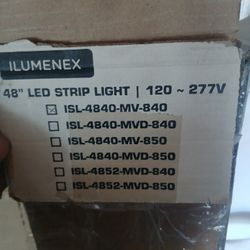 ILUMENEX
48" LED STRIP LIGHT | 120 ~ 277V
ISL-4840-MV-840
ISL-4840-MVD-840
ISL-4840-MV-850
ISL-4840-MVD-850
ISL-4852-MVD-840
ISL-4852-MVD-850